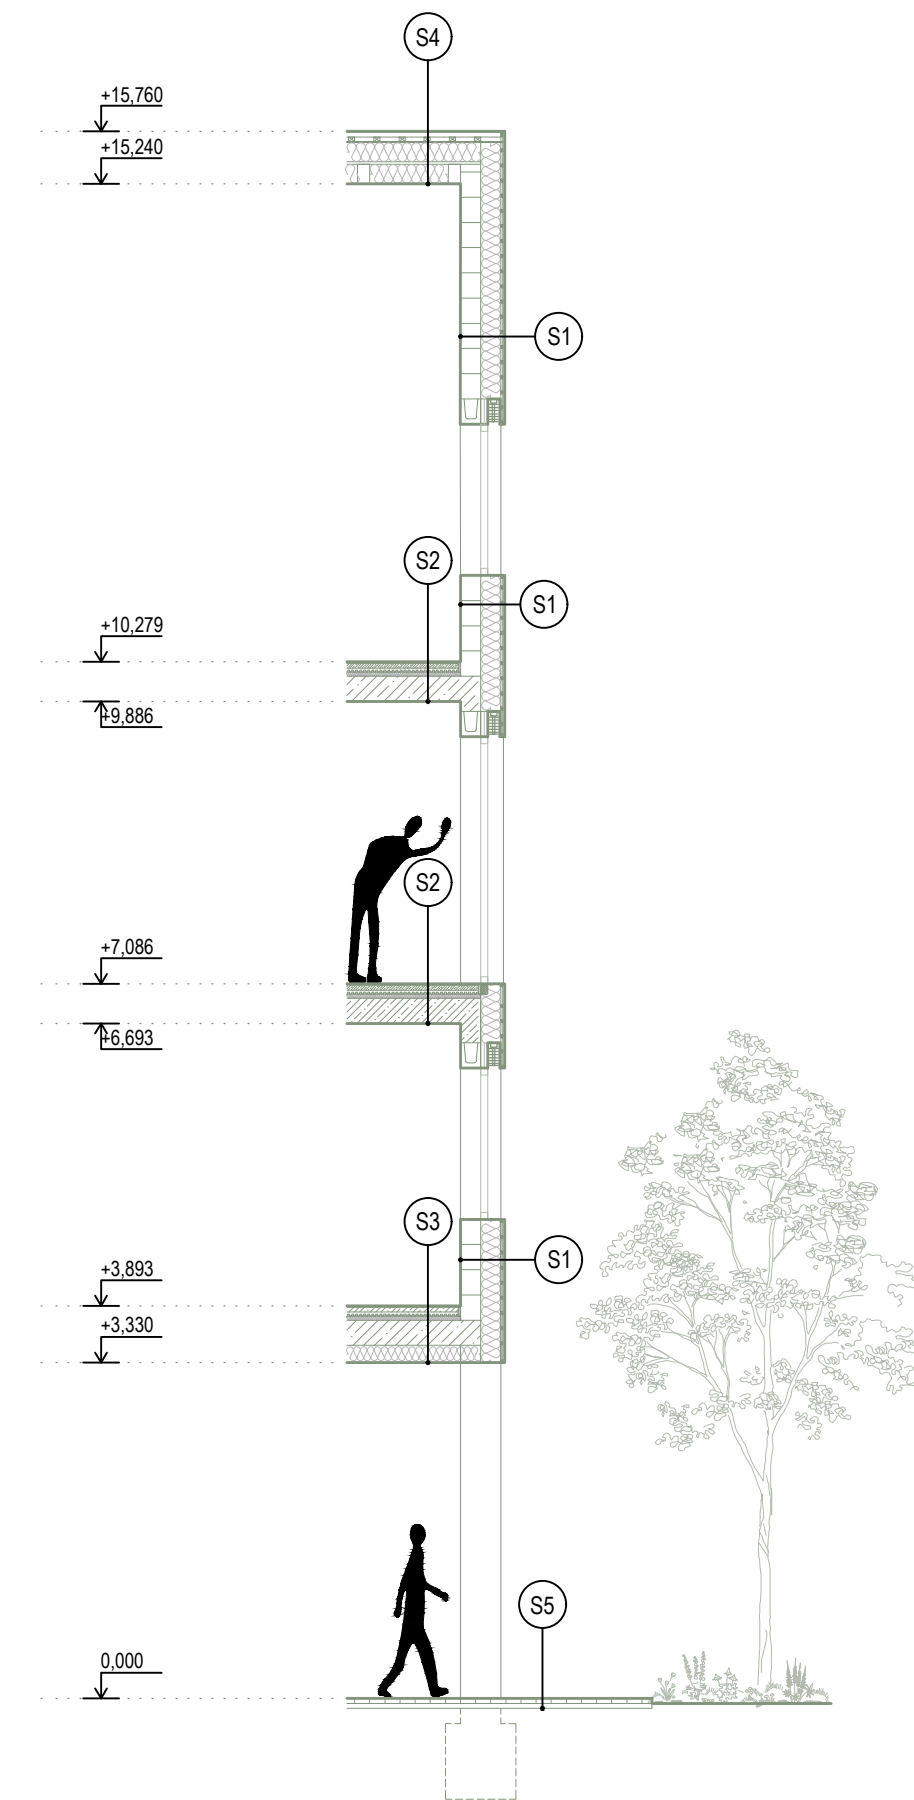 S4
+15,760
+15,240
S1
S2
S1
+10,279
+9,886
S2
+7,086
+6,693
S3
S1
+3,893
+3,330
S5
0,000